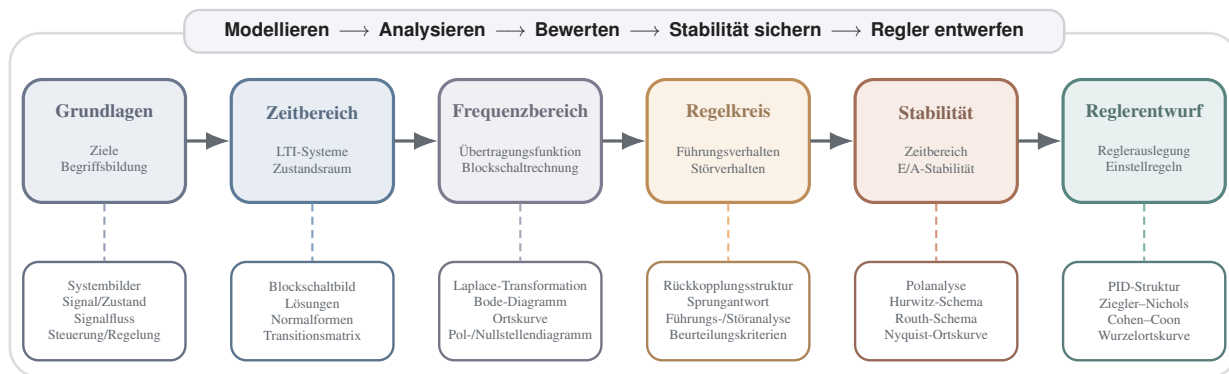 Modellieren ⟶ Analysieren ⟶ Bewerten ⟶ Stabilität sichern ⟶ Regler entwerfen
Grundlagen
Ziele
Begriffsbildung
Systembilder
Signal/Zustand
Signalfluss
Steuerung/Regelung
Zeitbereich
LTI-Systeme
Zustandsraum
Blockschaltbild
Lösungen
Normalformen
Transitionsmatrix
Frequenzbereich
Übertragungsfunktion
Blockschaltrechnung
Laplace-Transformation
Bode-Diagramm
Ortskurve
Pol-/Nullstellendiagramm
Regelkreis
Führungsverhalten
Störverhalten
Rückkopplungsstruktur
Sprungantwort
Führungs-/Störanalyse
Beurteilungskriterien
Stabilität
Zeitbereich
E/A-Stabilität
Polanalyse
Hurwitz-Schema
Routh-Schema
Nyquist-Ortskurve
Reglerentwurf
Reglerauslegung
Einstellregeln
PID-Struktur
Ziegler–Nichols
Cohen–Coon
Wurzelortskurve